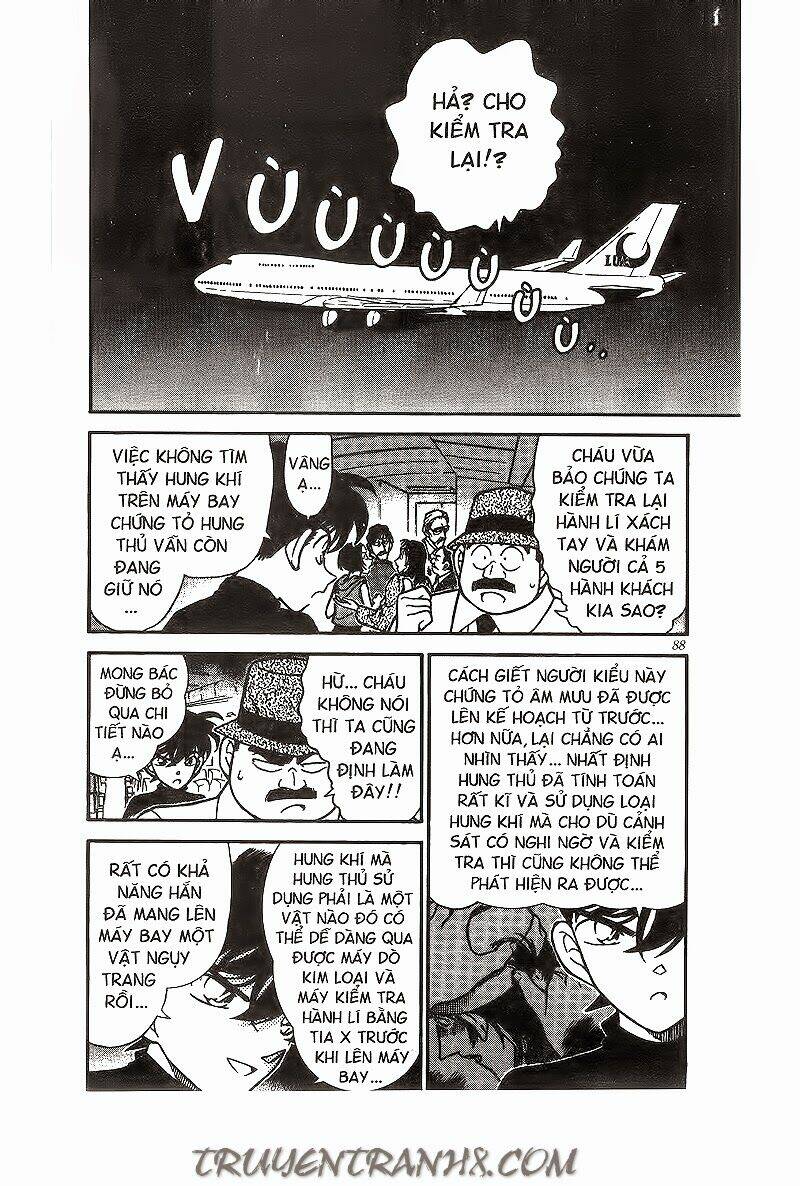 HẢ? CHO
KIỂM TRA
LẠI!?
VÙÙÙÙÙÙÙÙ...
VIỆC KHÔNG TÌM
THẤY HUNG KHÍ
TRÊN MÁY BAY
CHỨNG TỎ HUNG
THỦ VẪN CÒN
ĐANG
GIỮ NÓ
...
VÂNG
Ạ...
CHÁU VỪA
BẢO CHÚNG TA
KIỂM TRA LẠI
HÀNH LÍ XÁCH
TAY VÀ KHÁM
NGƯỜI CẢ 5
HÀNH KHÁCH
KIA SAO?
88
MONG BÁC
ĐỪNG BỎ
QUA CHI
TIẾT NÀO
Ạ...
HỪ... CHÁU
KHÔNG NÓI
THÌ TA CŨNG
ĐANG
ĐỊNH LÀM
ĐÂY!!
CÁCH GIẾT NGƯỜI KIỂU NÀY
CHỨNG TỎ ÂM MƯU ĐÃ ĐƯỢC
LÊN KẾ HOẠCH TỪ TRƯỚC...
HƠN NỮA, LẠI CHẲNG CÓ AI
NHÌN THẤY... NHẤT ĐỊNH
HUNG THỦ ĐÃ TÍNH TOÁN
RẤT KĨ VÀ SỬ DỤNG LOẠI
HUNG KHÍ MÀ CHO DÙ CẢNH
SÁT CÓ NGHI NGỜ VÀ KIỂM
TRA THÌ CŨNG KHÔNG THỂ
PHÁT HIỆN RA ĐƯỢC...
RẤT CÓ KHẢ
NĂNG HẮN
ĐÃ MANG LÊN
MÁY BAY MỘT
VẬT NGỤY
TRANG
RỒI...
HUNG KHÍ MÀ
HUNG THỦ SỬ
DỤNG PHẢI LÀ MỘT
VẬT NÀO ĐÓ CÓ
THỂ DỄ DÀNG QUA
ĐƯỢC MÁY DÒ
KIM LOẠI VÀ
MÁY KIỂM TRA
HÀNH LÍ BẰNG
TIA X TRƯỚC
KHI LÊN MÁY
BAY...
TRUYENTRANH8.COM